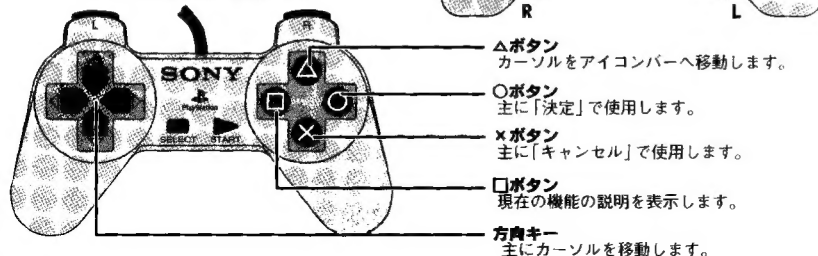 R
L
L
R
SONY
PlayStation
SELECT START
△ボタン
カーソルをアイコンバーへ移動します。
○ボタン
主に「決定」で使用します。
×ボタン
主に「キャンセル」で使用します。
□ボタン
現在の機能の説明を表示します。
方向キー
主にカーソルを移動します。